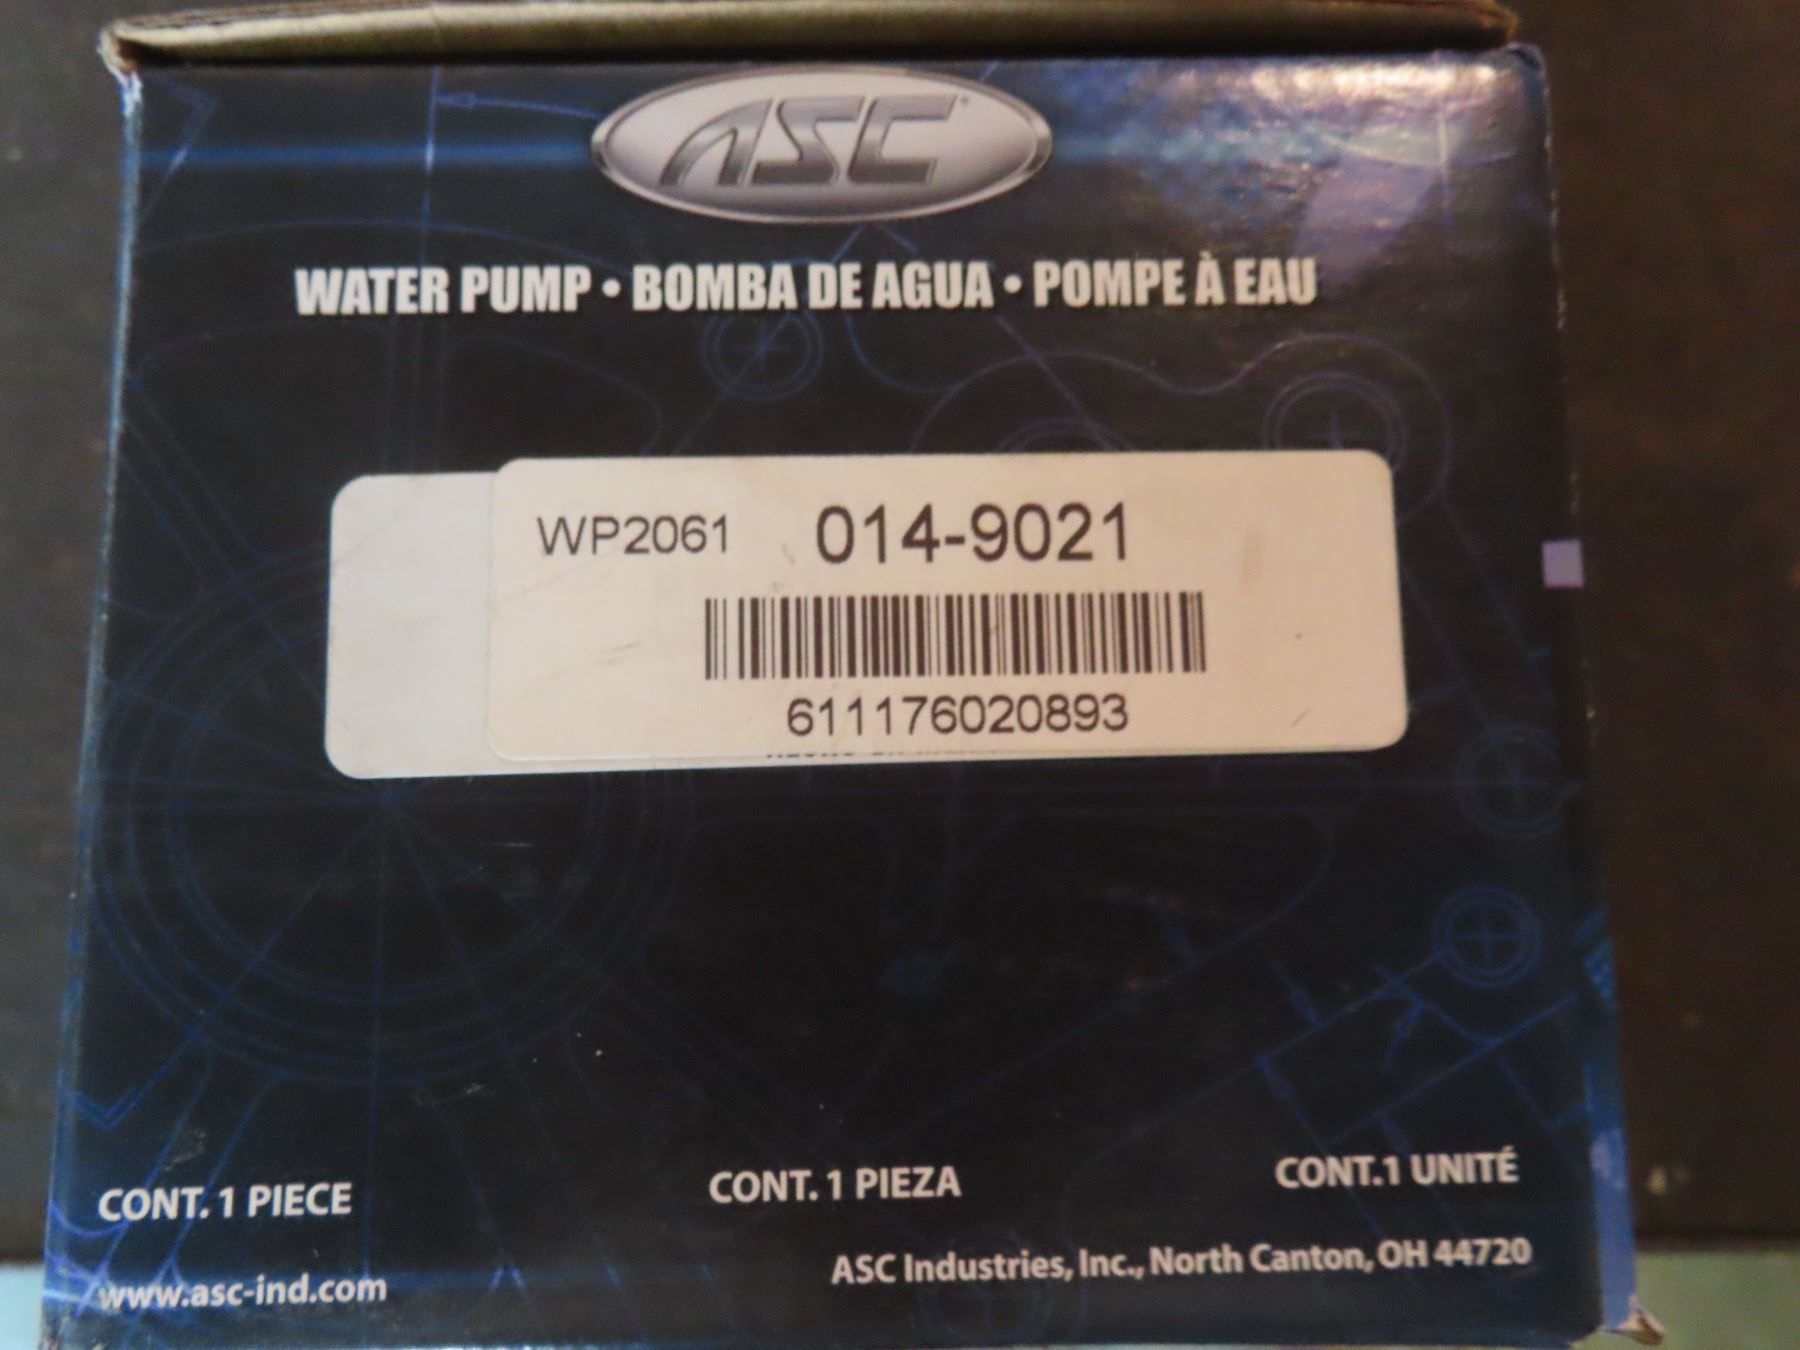 ASC
WATER PUMP • BOMBA DE AGUA • POMPE À EAU
WP2061 014-9021
611176020893
CONT. 1 PIECE CONT. 1 PIEZA CONT.1 UNITÉ
www.asc-ind.com ASC Industries, Inc., North Canton, OH 44720